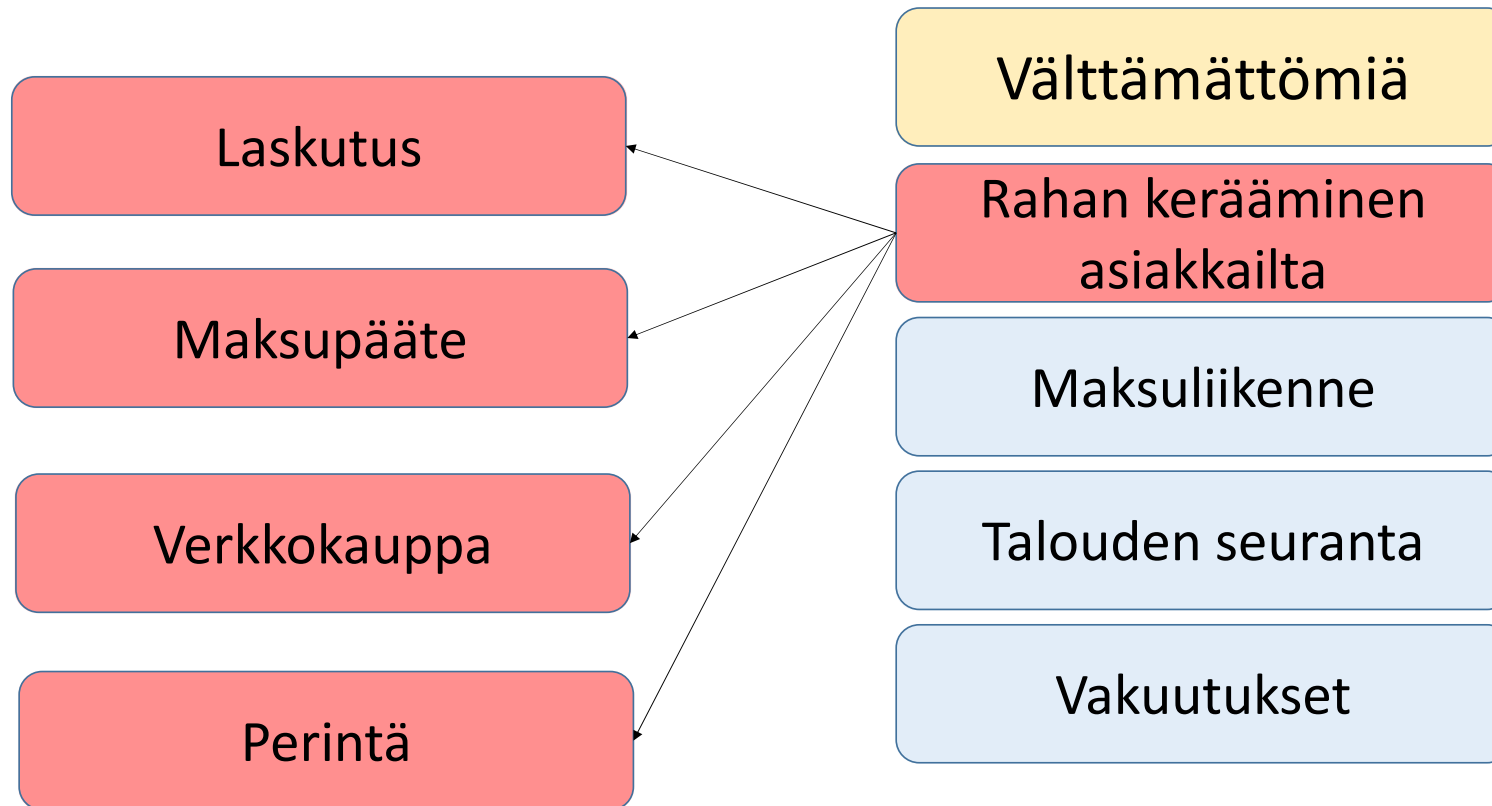 Laskutus
Maksupääte
Verkkokauppa
Perintä
Välttämättömiä
Rahan kerääminen
asiakkailta
Maksuliikenne
Talouden seuranta
Vakuutukset